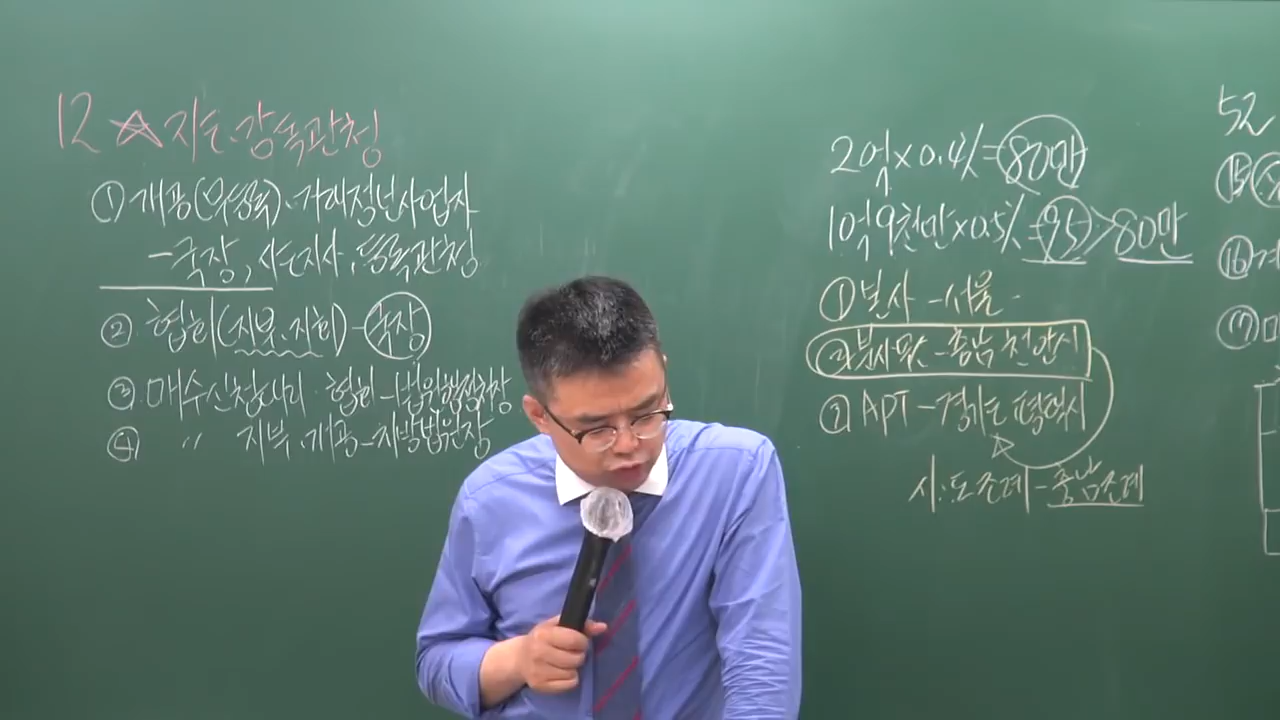 12 ☆ 지도.감독관청
① 개공(무등록).거래정보사업자
- 국장, 시도지사, 등록관청
② 협회(지부.지회) - 국장
③ 매수신청대리 협회 - 법원행정처장
④ 〃 지부.개공 - 지방법원장
2억×0.4%=80만
1억9천만×0.5%=95>80만
① 본사 - 서울
② 분사무소 - 충남 천안시
③ APT - 경기도 평택시
시.도조례 - 충남조례
52
⑮
⑯
⑰